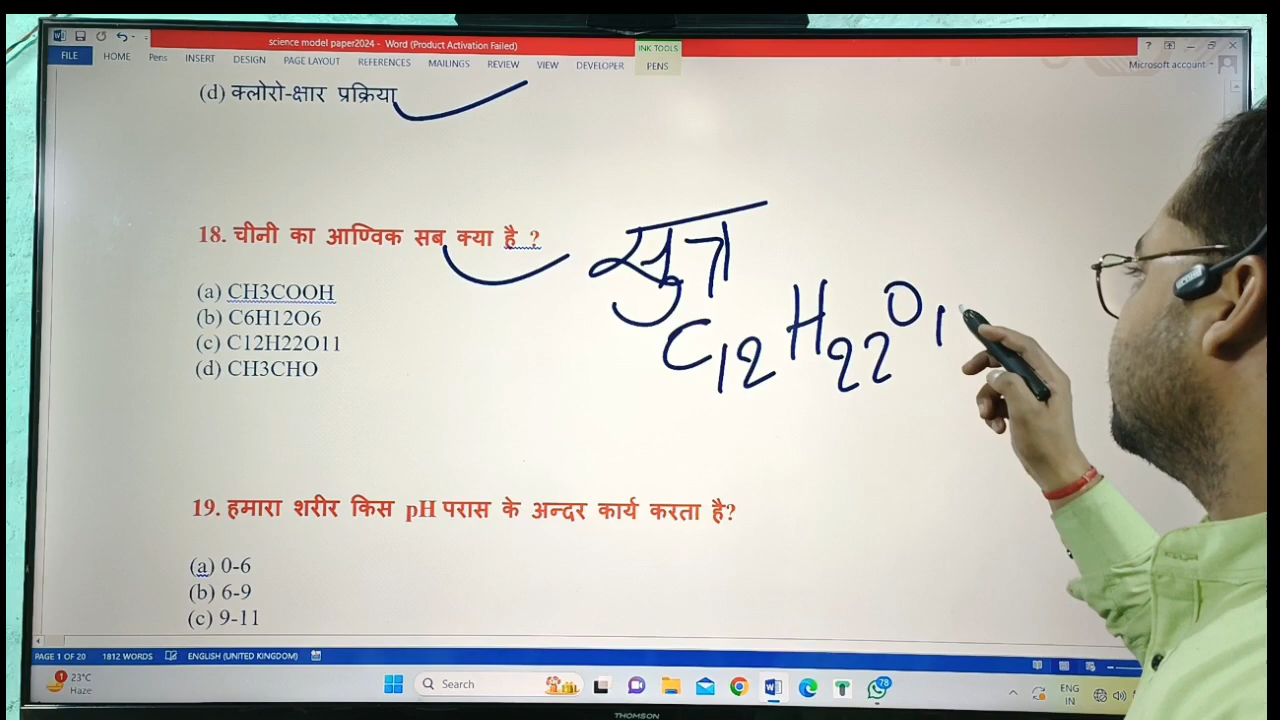 science model paper2024 - Word (Product Activation Failed)
INK TOOLS
FILE HOME Pens INSERT DESIGN PAGE LAYOUT REFERENCES MAILINGS REVIEW VIEW DEVELOPER PENS
Microsoft account
(d) क्लोरो-क्षार प्रक्रिया
18. चीनी का आण्विक सब क्या है ?
सुत्र
(a) CH3COOH
(b) C6H12O6
(c) C12H22O11
(d) CH3CHO
C12H22O1
19. हमारा शरीर किस pH परास के अन्दर कार्य करता है?
(a) 0-6
(b) 6-9
(c) 9-11
PAGE 1 OF 20 1812 WORDS ENGLISH (UNITED KINGDOM)
1
23°C
Haze
Search
78
ENG
IN
THOMSON